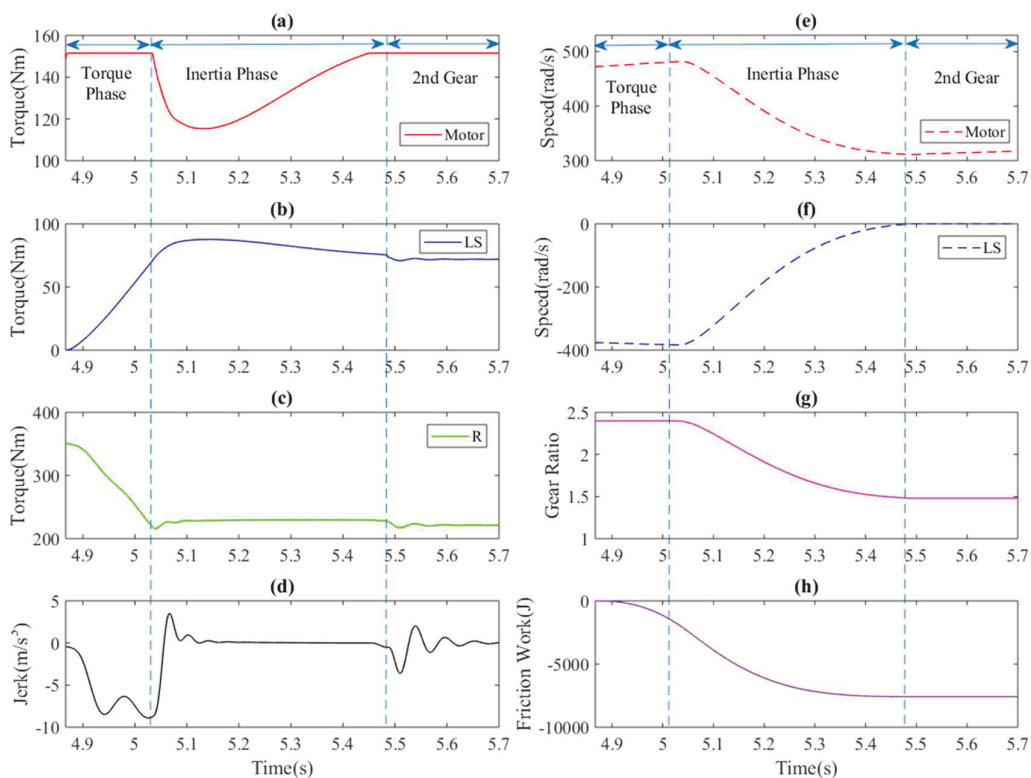 (a)
160
140
120
100
Torque(Nm)
Torque
Phase
Inertia Phase
2nd Gear
Motor
4.9 5 5.1 5.2 5.3 5.4 5.5 5.6 5.7
(b)
100
50
0
Torque(Nm)
LS
4.9 5 5.1 5.2 5.3 5.4 5.5 5.6 5.7
(c)
400
300
200
Torque(Nm)
R
4.9 5 5.1 5.2 5.3 5.4 5.5 5.6 5.7
(d)
5
0
-5
-10
Jerk(m/s³)
4.9 5 5.1 5.2 5.3 5.4 5.5 5.6 5.7
Time(s)
(e)
500
400
300
Speed(rad/s)
Torque
Phase
Inertia Phase
2nd Gear
Motor
4.9 5 5.1 5.2 5.3 5.4 5.5 5.6 5.7
(f)
0
-200
-400
Speed(rad/s)
LS
4.9 5 5.1 5.2 5.3 5.4 5.5 5.6 5.7
(g)
2.5
2
1.5
1
Gear Ratio
4.9 5 5.1 5.2 5.3 5.4 5.5 5.6 5.7
(h)
0
-5000
-10000
Friction Work(J)
4.9 5 5.1 5.2 5.3 5.4 5.5 5.6 5.7
Time(s)